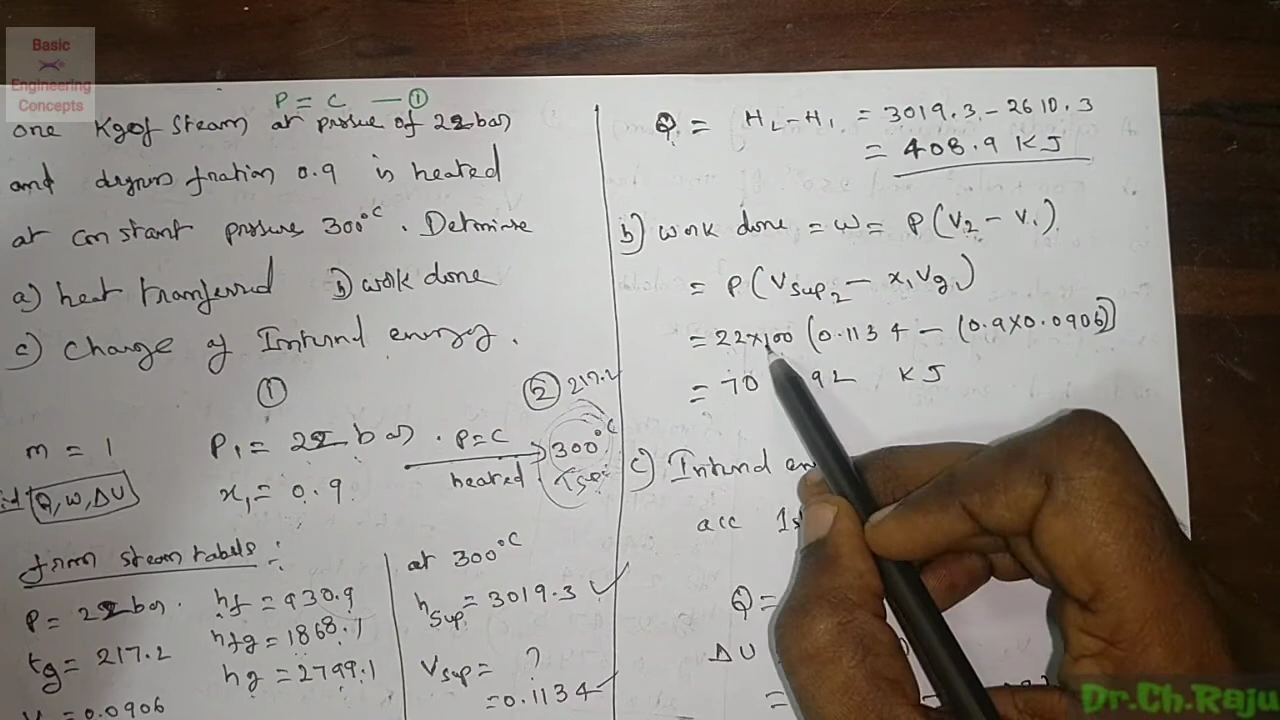 Basic
Engineering
Concepts
P = C — ①
one Kg of steam at presure of 22 bar
and dryness fration 0.9 is heated
at constant pressure 300°C. Determine
a) heat tranferred b) work done
c) Change of Internal energy.
①
② 217.2
m = 1 P₁ = 22 bar . P=C 300°C
x₁ = 0.9 heated Tsup
Q, W, ΔU
from steam tables :-
P = 22 bar. hf = 930.9
hfg = 1868.1
tg = 217.2 hg = 2799.1
= 0.0906
at 300°C
hsup = 3019.3 ✓
Vsup = ?
= 0.1134
Q = H₂ - H₁ = 3019.3 - 2610.3
= 408.9 KJ
b) work done = W = P(V₂ - V₁)
= P(Vsup₂ - x₁Vg₁)
= 22×100 (0.1134 - (0.9×0.0906))
= 70 92 KJ
c) Internal en
acc 1s
Q =
ΔU
=
Dr.Ch.Raju